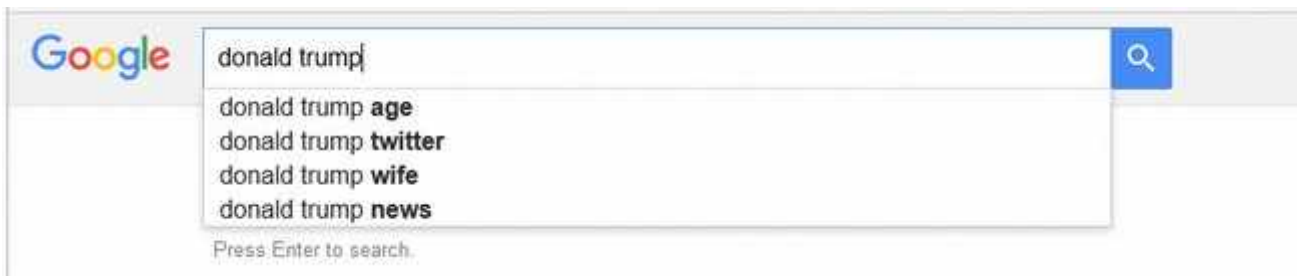 Google donald trump
donald trump age
donald trump twitter
donald trump wife
donald trump news
Press Enter to search.